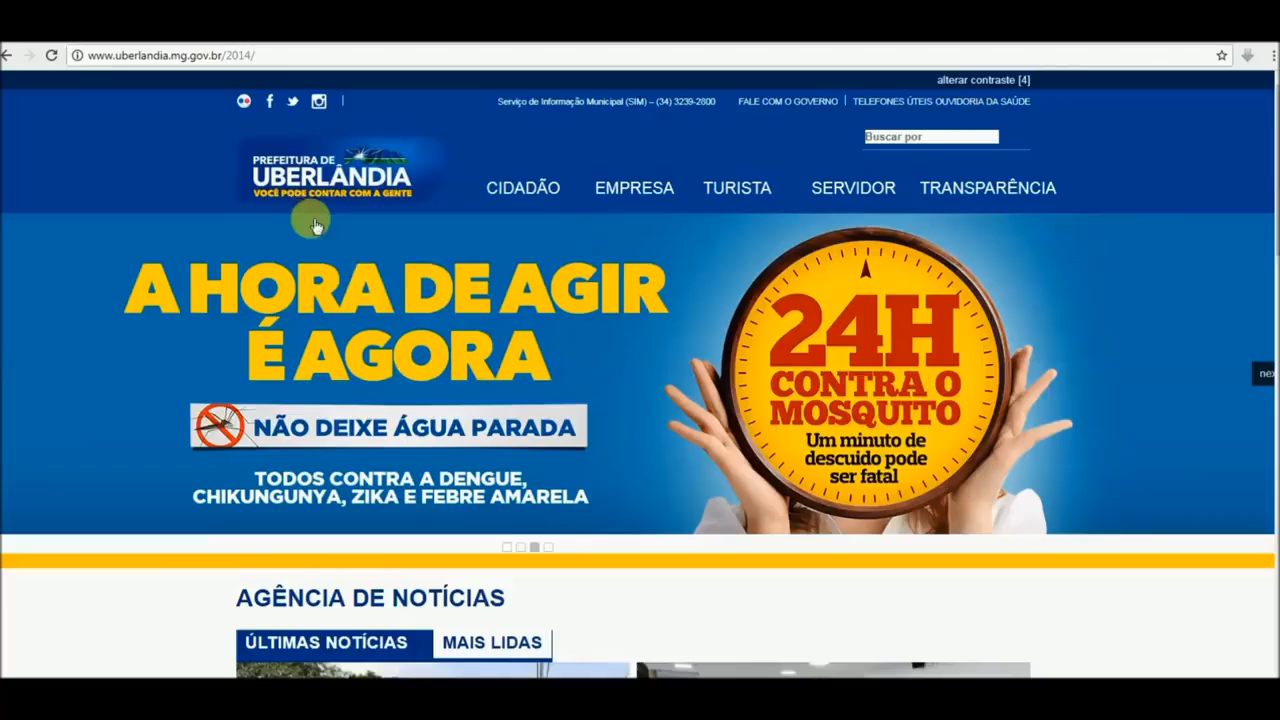 www.uberlandia.mg.gov.br/2014/
alterar contraste [4]
Serviço de Informação Municipal (SIM) – (34) 3239-2800
FALE COM O GOVERNO
TELEFONES ÚTEIS OUVIDORIA DA SAÚDE
Buscar por
PREFEITURA DE
UBERLÂNDIA
VOCÊ PODE CONTAR COM A GENTE
CIDADÃO EMPRESA TURISTA SERVIDOR TRANSPARÊNCIA
A HORA DE AGIR
É AGORA
NÃO DEIXE ÁGUA PARADA
TODOS CONTRA A DENGUE,
CHIKUNGUNYA, ZIKA E FEBRE AMARELA
24H
CONTRA O
MOSQUITO
Um minuto de
descuido pode
ser fatal
AGÊNCIA DE NOTÍCIAS
ÚLTIMAS NOTÍCIAS MAIS LIDAS